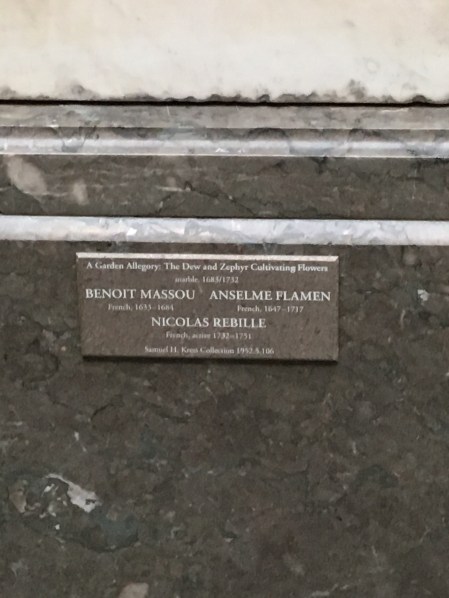 A Garden Allegory: The Dew and Zephyr Cultivating Flowers
marble, 1683/1732
BENOIT MASSOU ANSELME FLAMEN
French, 1633–1684 French, 1647–1717
NICOLAS REBILLE
French, active 1732–1751
Samuel H. Kress Collection 1952.5.106